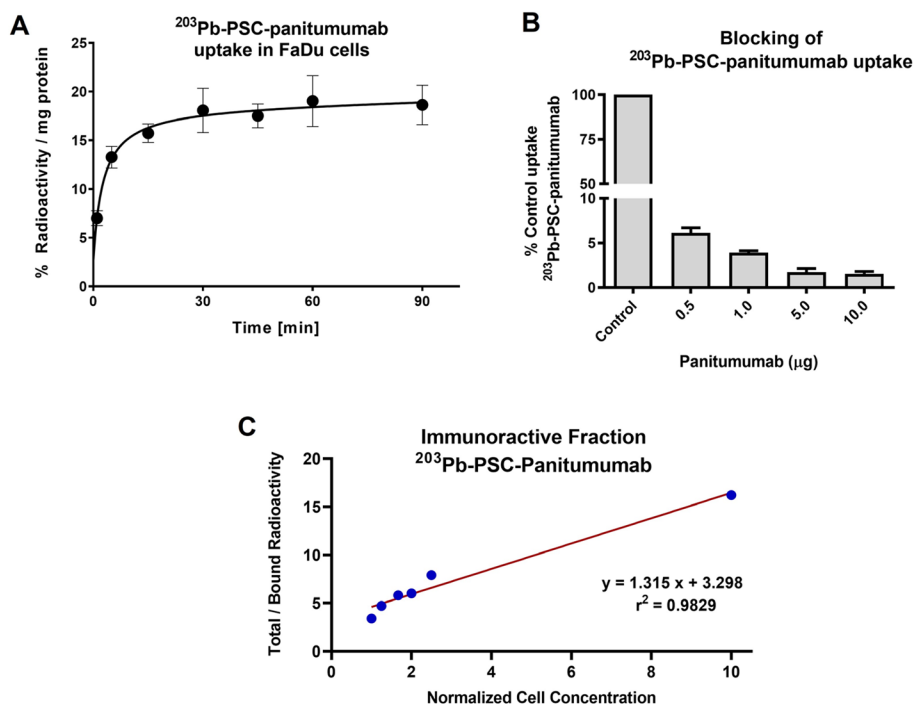 A
²⁰³Pb-PSC-panitumumab
uptake in FaDu cells
% Radioactivity / mg protein
25
20
15
10
5
0
0
30
60
90
Time [min]
B
Blocking of
²⁰³Pb-PSC-panitumumab uptake
% Control uptake
²⁰³Pb-PSC-panitumumab
100
75
50
10
5
0
Control
0.5
1.0
5.0
10.0
Panitumumab (μg)
C
Immunoractive Fraction
²⁰³Pb-PSC-Panitumumab
Total / Bound Radioactivity
20
15
10
5
0
0
2
4
6
8
10
y = 1.315 x + 3.298
r² = 0.9829
Normalized Cell Concentration